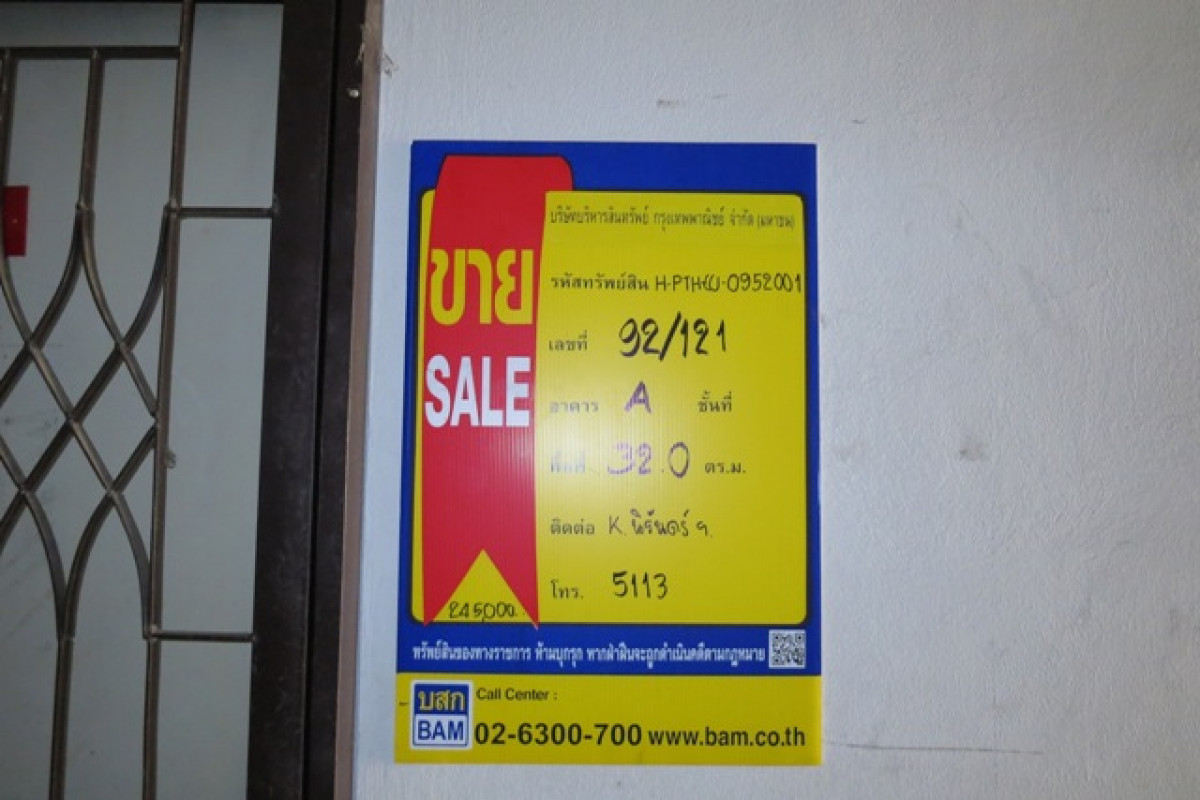 ขาย
SALE
บริษัทบริหารสินทรัพย์ กรุงเทพพาณิชย์ จำกัด (มหาชน)
รหัสทรัพย์สิน H-PTH(U)-0952001
เลขที่ 92/121
อาคาร A ชั้นที่
พื้นที่ 32.0 ตร.ม.
ติดต่อ K. นิรันดร์ จ.
โทร. 5113
245,000.
ทรัพย์สินของทางราชการ ห้ามบุกรุก หากฝ่าฝืนจะถูกดำเนินคดีตามกฎหมาย
บสก
BAM
Call Center :
02-6300-700 www.bam.co.th